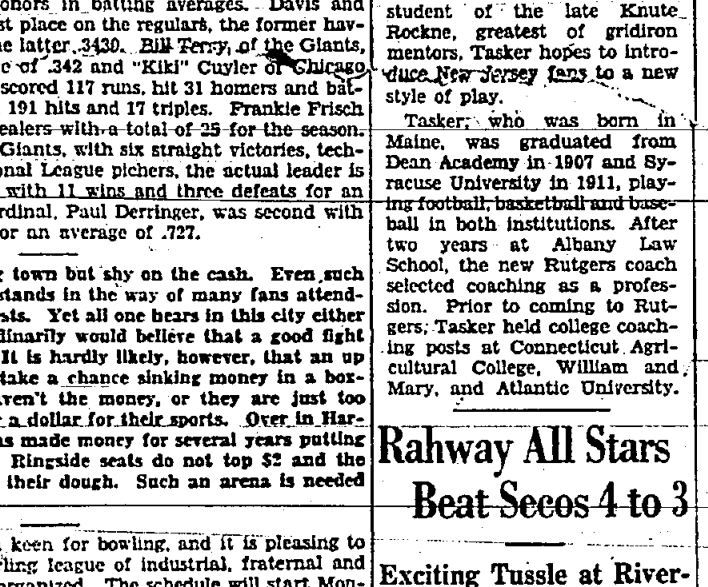 onors in batting averages. Davis and
st place on the regulars, the former hav-
e latter .3430. Bill Terry, of the Giants,
of .342 and "Kiki" Cuyler of Chicago
scored 117 runs, hit 31 homers and bat-
191 hits and 17 triples. Frankie Frisch
ealers with a total of 25 for the season.
Giants, with six straight victories, tech-
onal League pichers, the actual leader is
with 11 wins and three defeats for an
rdinal, Paul Derringer, was second with
or an average of .727.
town but shy on the cash. Even such
stands in the way of many fans attend-
sts. Yet all one hears in this city either
dinarily would believe that a good fight
It is hardly likely, however, that an up
take a chance sinking money in a box-
ven't the money, or they are just too
a dollar for their sports. Over in Har-
as made money for several years putting
Ringside seats do not top $2 and the
their dough. Such an arena is needed
keen for bowling, and it is pleasing to
ling league of industrial, fraternal and
organized. The schedule will start Mon-
student of the late Knute
Rockne, greatest of gridiron
mentors, Tasker hopes to intro-
duce New Jersey fans to a new
style of play.
Tasker, who was born in
Maine, was graduated from
Dean Academy in 1907 and Sy-
racuse University in 1911, play-
ing football, basketball and base-
ball in both institutions. After
two years at Albany Law
School, the new Rutgers coach
selected coaching as a profes-
sion. Prior to coming to Rut-
gers, Tasker held college coach-
ing posts at Connecticut Agri-
cultural College, William and
Mary, and Atlantic University.
Rahway All Stars
Beat Secos 4 to 3
Exciting Tussle at River-